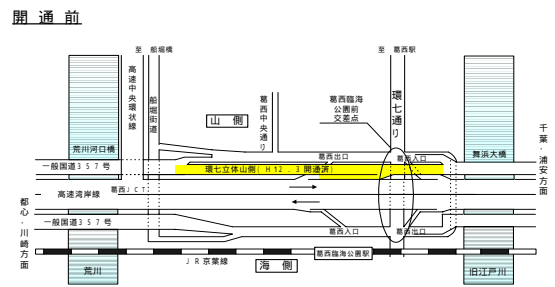 開通前
至 船堀橋
至 葛西駅
高速中央環状線
船堀街道
葛西中央通り
葛西臨海
公園前
交差点
環七通り
山側
荒川河口橋
舞浜大橋
千葉・浦安方面
葛西出口
葛西入口
一般国道357号
環七立体山側(H12.3開通済)
葛西JCT
高速湾岸線
都心・川崎方面
一般国道357号
葛西入口
葛西出口
葛西臨海公園駅
JR京葉線
海側
荒川
旧江戸川